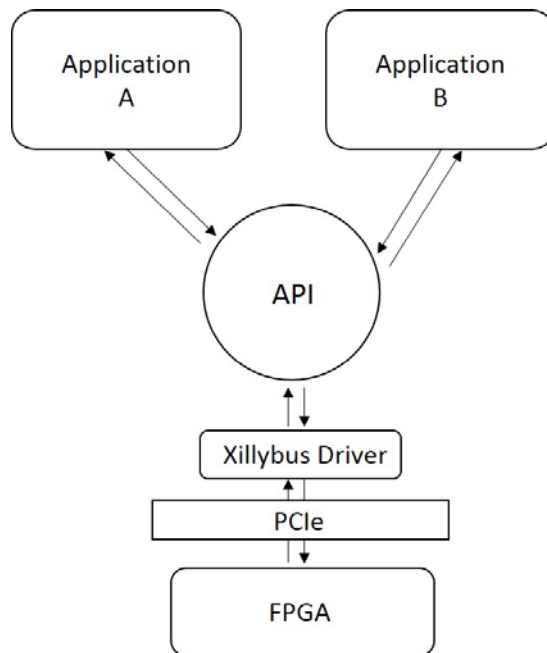 Application
A
Application
B
API
Xillybus Driver
PCIe
FPGA